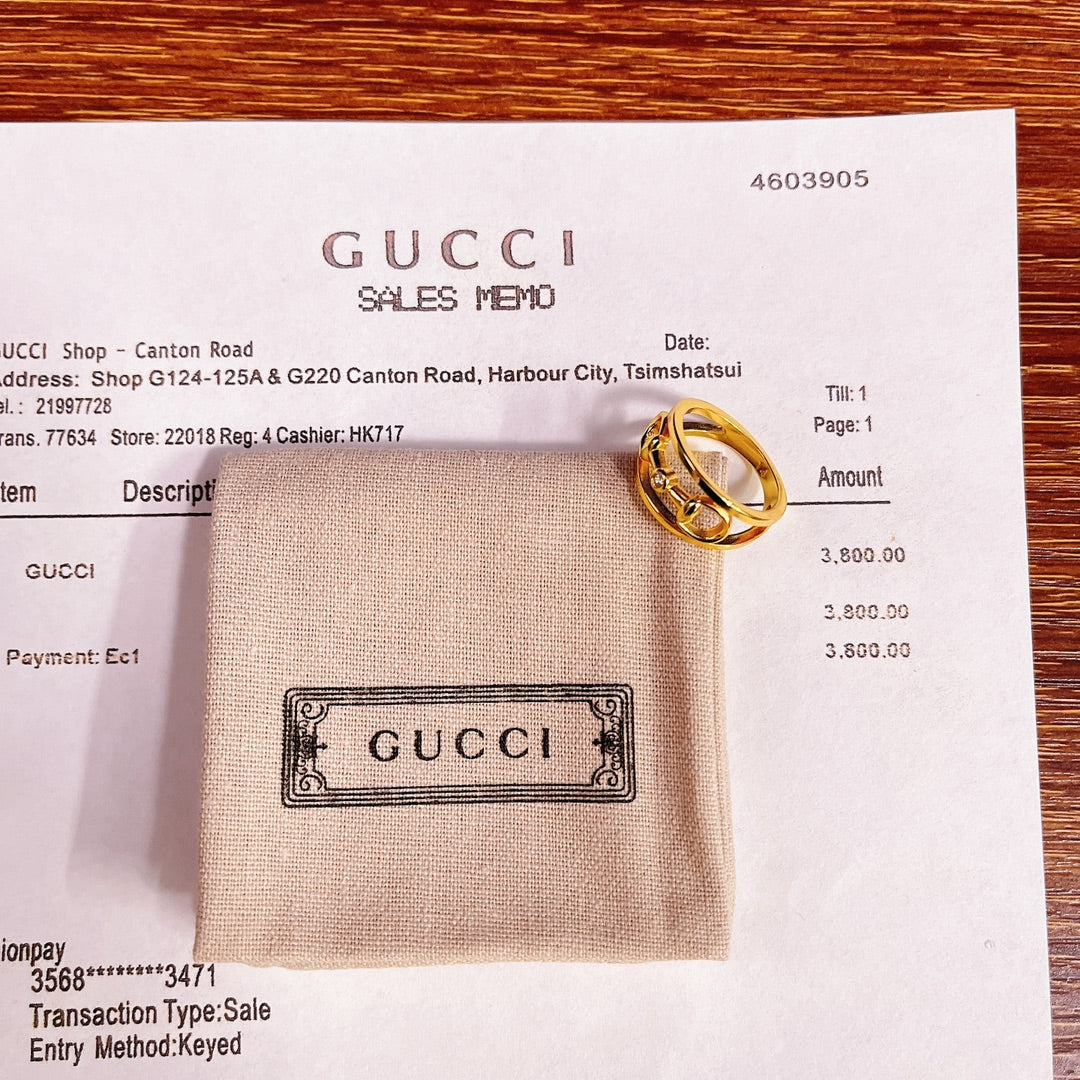 4603905
GUCCI
SALES MEMO
UCCI Shop - Canton Road
Date:
ddress: Shop G124-125A & G220 Canton Road, Harbour City, Tsimshatsui
el.: 21997728
Till: 1
rans. 77634 Store: 22018 Reg: 4 Cashier: HK717
Page: 1
tem Descripti Amount
GUCCI 3,800.00
3,800.00
Payment: Ec1 3,800.00
GUCCI
ionpay
3568********3471
Transaction Type:Sale
Entry Method:Keyed